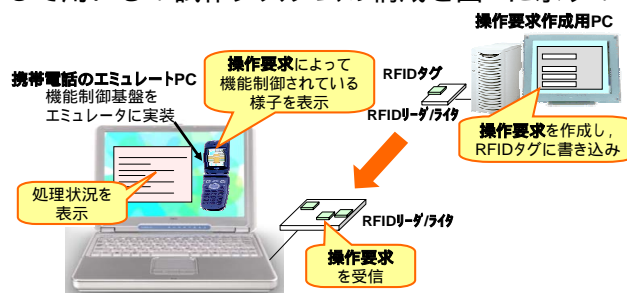 操作要求作成用PC
操作要求によって
機能制御されている
様子を表示
RFIDタグ
携帯電話のエミュレートPC
機能制御基盤を
エミュレータに実装
RFIDリーダ/ライタ
操作要求を作成し,
RFIDタグに書き込み
処理状況を
表示
RFIDリーダ/ライタ
操作要求
を受信